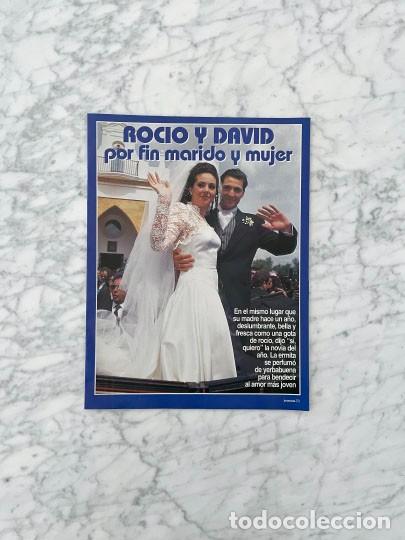 ROCIO Y DAVID
por fin marido y mujer
En el mismo lugar que
su madre hace un año,
deslumbrante, bella y
fresca como una gota
de rocío, dijo "sí,
quiero" la novia del
año. La ermita
se perfumó
de yerbabuena
para bendecir
al amor más joven
todocoleccion